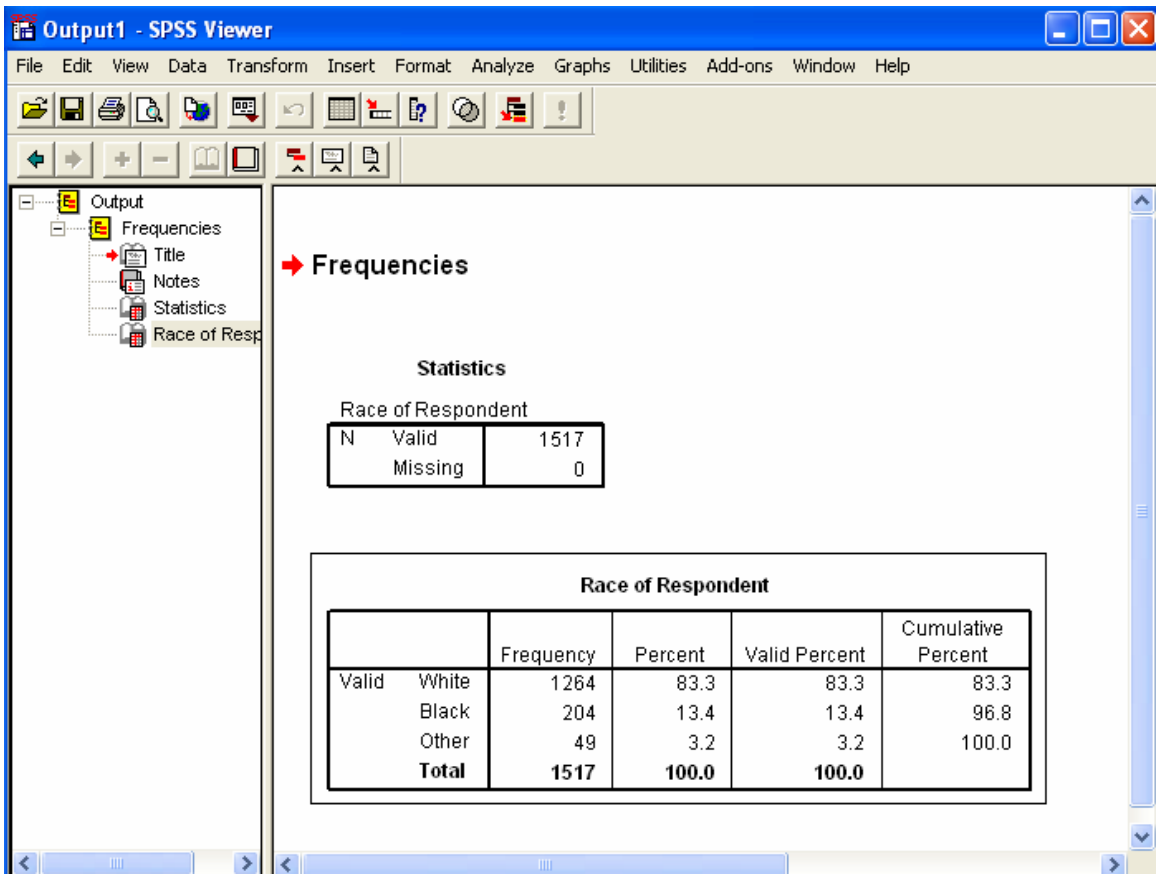 Output1 - SPSS Viewer
File Edit View Data Transform Insert Format Analyze Graphs Utilities Add-ons Window Help
Output
Frequencies
Title
Notes
Statistics
Race of Resp
Frequencies
Statistics
Race of Respondent
N Valid 1517
Missing 0
Race of Respondent
Frequency Percent Valid Percent Cumulative Percent
Valid White 1264 83.3 83.3 83.3
Black 204 13.4 13.4 96.8
Other 49 3.2 3.2 100.0
Total 1517 100.0 100.0